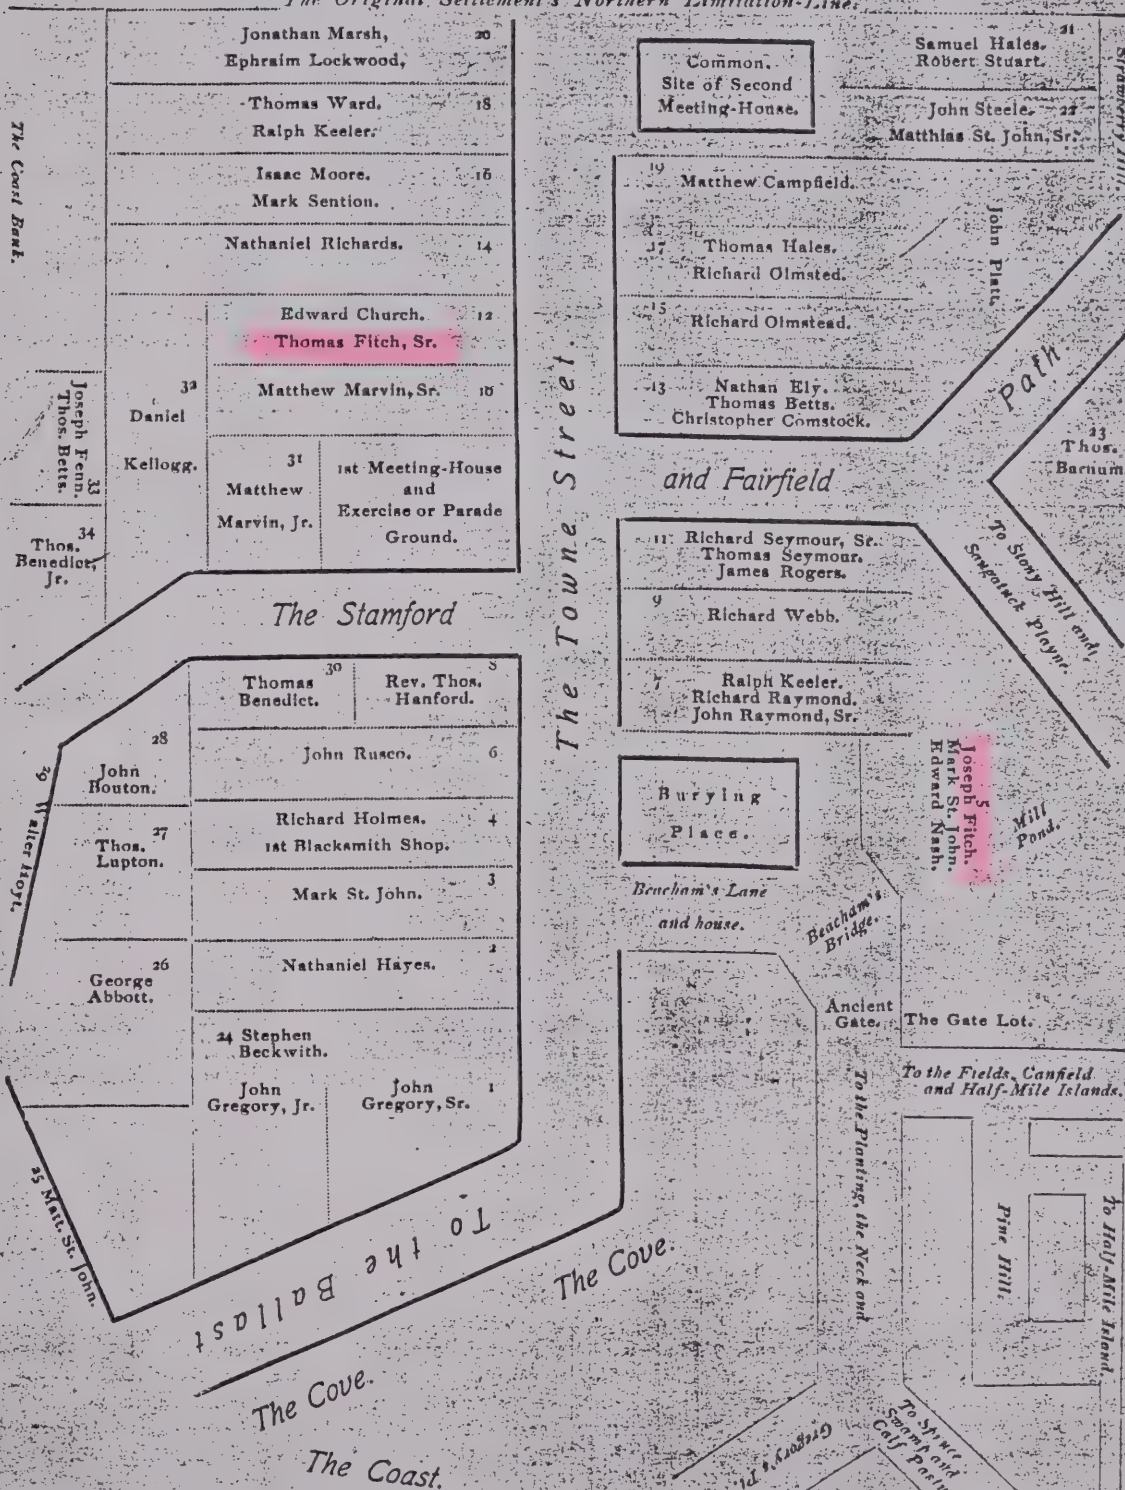 The Original Settlement's Northern Limitation-Line.
Jonathan Marsh, 20
Ephraim Lockwood,
Thomas Ward. 18
Ralph Keeler.
Isaac Moore. 16
Mark Sention.
Nathaniel Richards. 14
Edward Church. 12
Thomas Fitch, Sr.
Matthew Marvin, Sr. 10
The Coast Bank.
32
Daniel
Kellogg.
31
Matthew
Marvin, Jr.
1st Meeting-House
and
Exercise or Parade
Ground.
33
Joseph Fenn.
Thos. Betts.
34
Thos.
Benedict,
Jr.
The Stamford
and Fairfield
Path.
The Towne Street.
Common.
Site of Second
Meeting-House.
21
Samuel Hales.
Robert Stuart.
John Steele. 22
Matthias St. John, Sr.
Strawberry Hill.
19
Matthew Campfield.
17 Thomas Hales.
Richard Olmsted.
15
Richard Olmstead.
13 Nathan Ely.
Thomas Betts.
Christopher Comstock.
John Platt.
23
Thos.
Barnum
To Stony Hill and
Saugatuck Playne.
11 Richard Seymour, Sr.
Thomas Seymour.
James Rogers.
9
Richard Webb.
7 Ralph Keeler.
Richard Raymond.
John Raymond, Sr.
5
Joseph Fitch.
Mark St. John.
Edward Nash.
Mill
Pond.
Burying
Place.
Beacham's Lane
and house.
Beacham's
Bridge.
Ancient
Gate.
The Gate Lot.
To the Fields, Canfield
and Half-Mile Islands.
To the Planting, the Neck and
Pine Hill.
To Half-Mile Island.
30
Thomas
Benedict.
8
Rev. Thos.
Hanford.
John Rusco. 6
Richard Holmes. 4
1st Blacksmith Shop.
3
Mark St. John.
2
Nathaniel Hayes.
24 Stephen
Beckwith.
John
Gregory, Jr.
John 1
Gregory, Sr.
28
John
Bouton.
29 Walter Hoyt.
27
Thos.
Lupton.
26
George
Abbott.
25 Matt. St. John.
To the Ballast
The Cove.
The Cove.
The Coast.
Gregory's Pt.
To Spruce
Swamp and
Calf Pasture